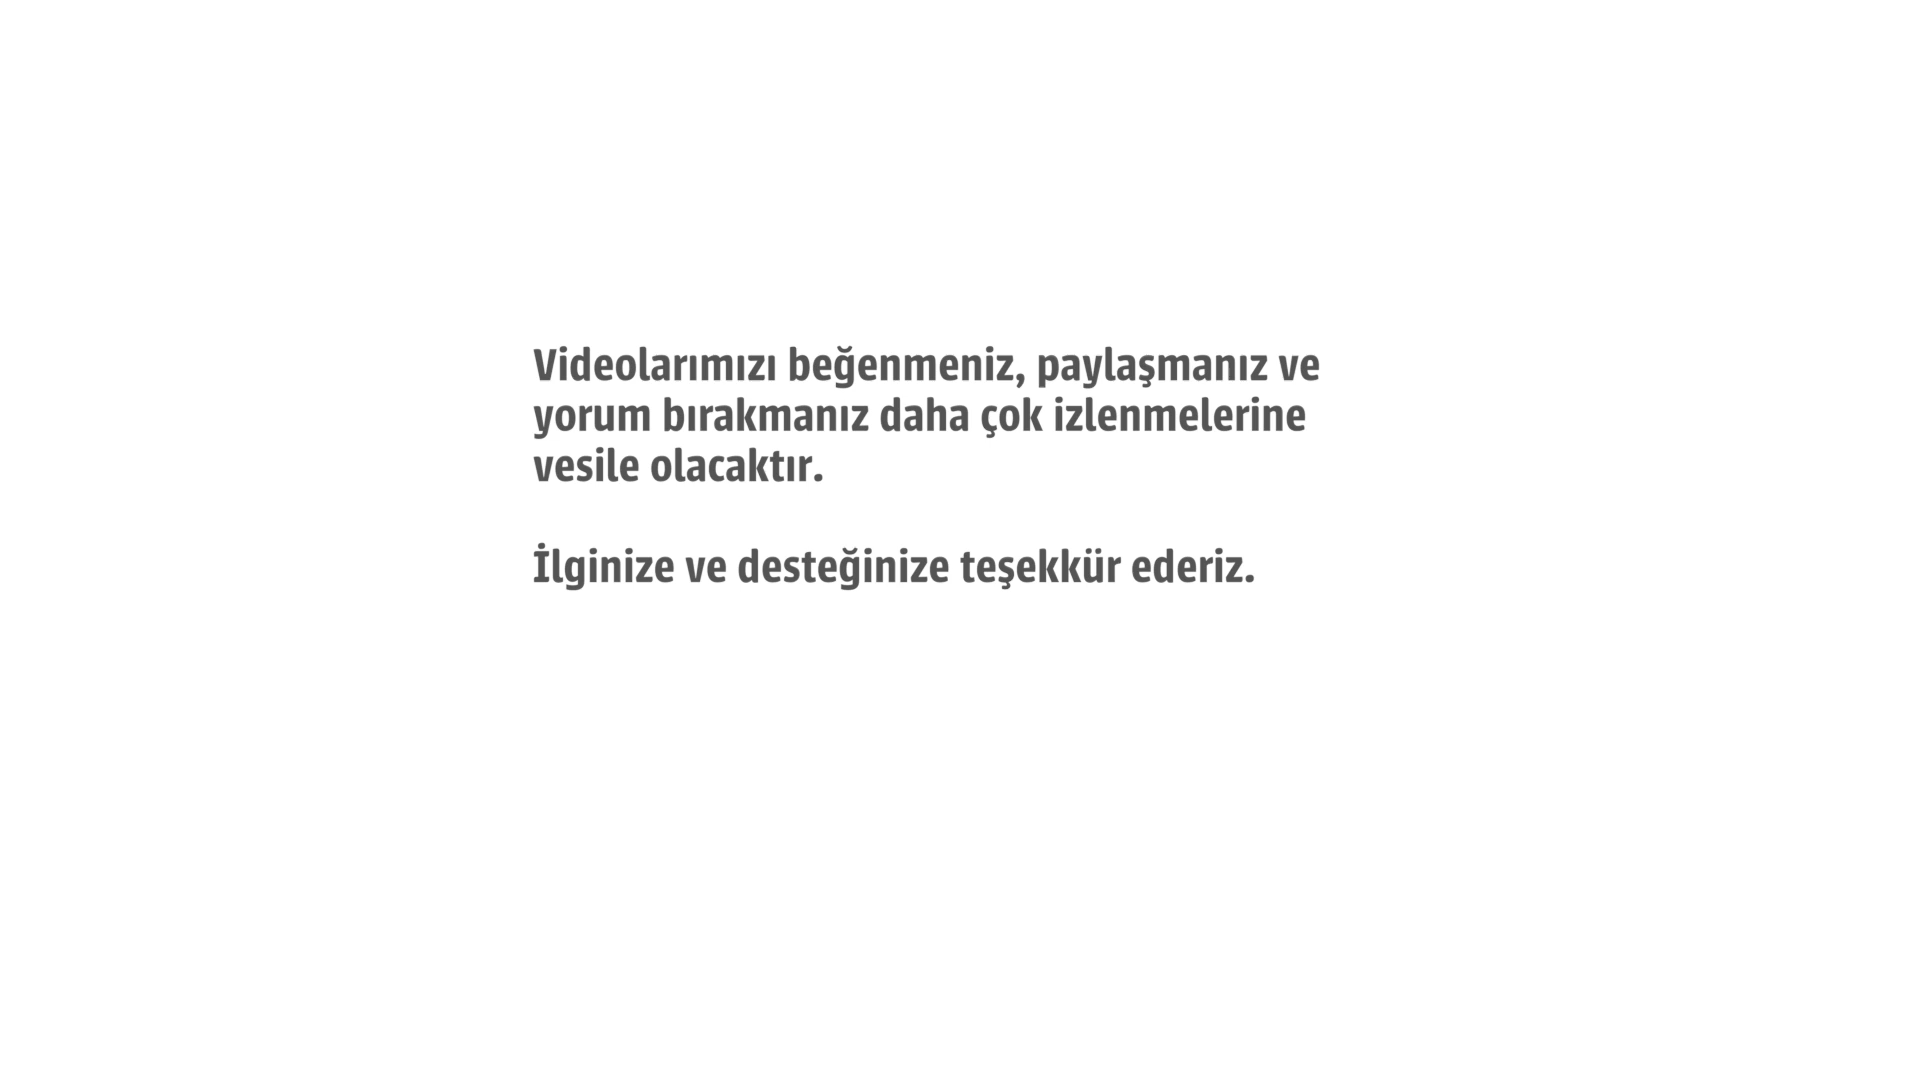 Videolarımızı beğenmeniz, paylaşmanız ve
yorum bırakmanız daha çok izlenmelerine
vesile olacaktır.
İlginize ve desteğinize teşekkür ederiz.